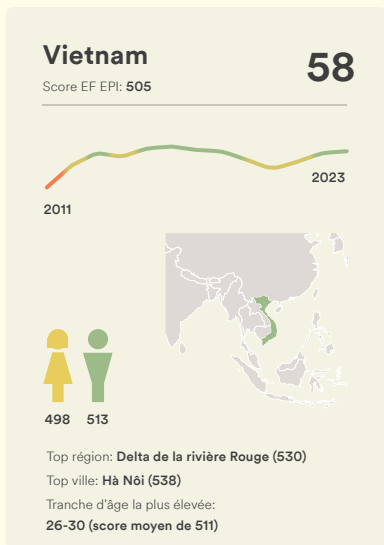 Vietnam
58
Score EF EPI: 505
2023
2011
498 513
Top région: Delta de la rivière Rouge (530)
Top ville: Hà Nôi (538)
Tranche d'âge la plus élevée:
26-30 (score moyen de 511)